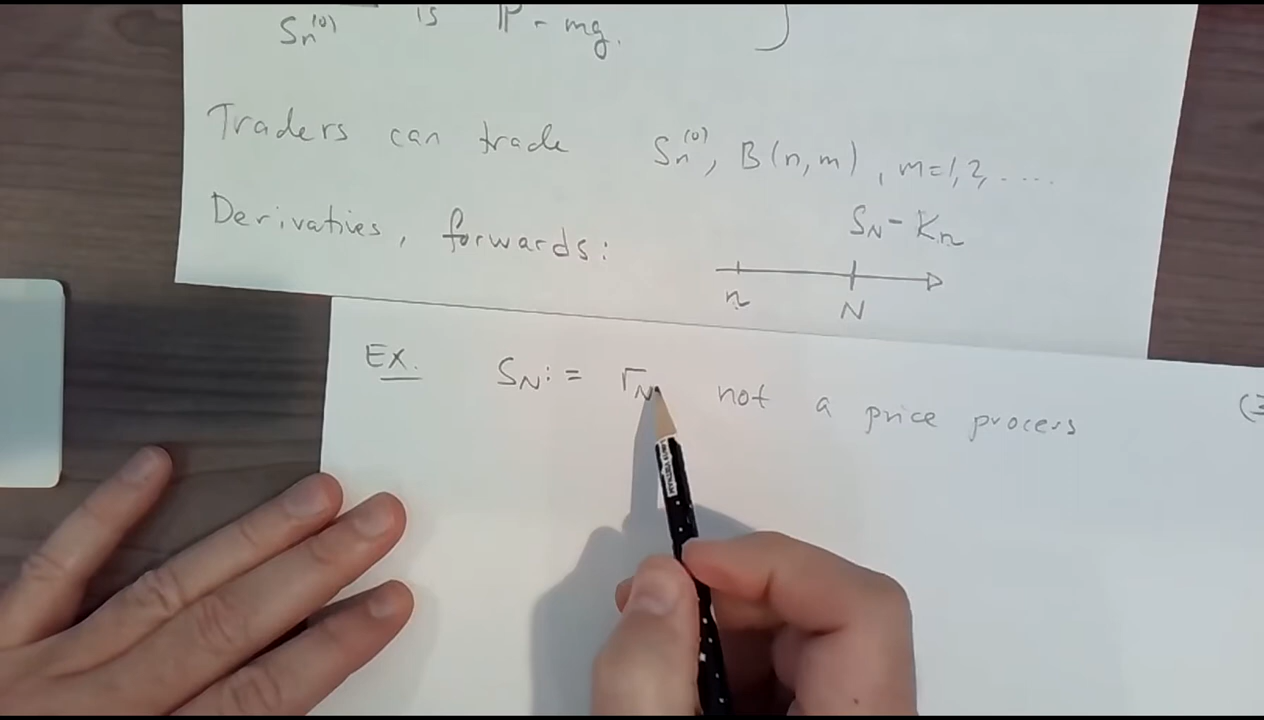 Sn⁽⁰⁾ is P-mg. }
Traders can trade Sn⁽⁰⁾, B(n,m), m=1,2,....
Derivaties, forwards: SN - Kn
n N
Ex. SN := rN not a price process (3